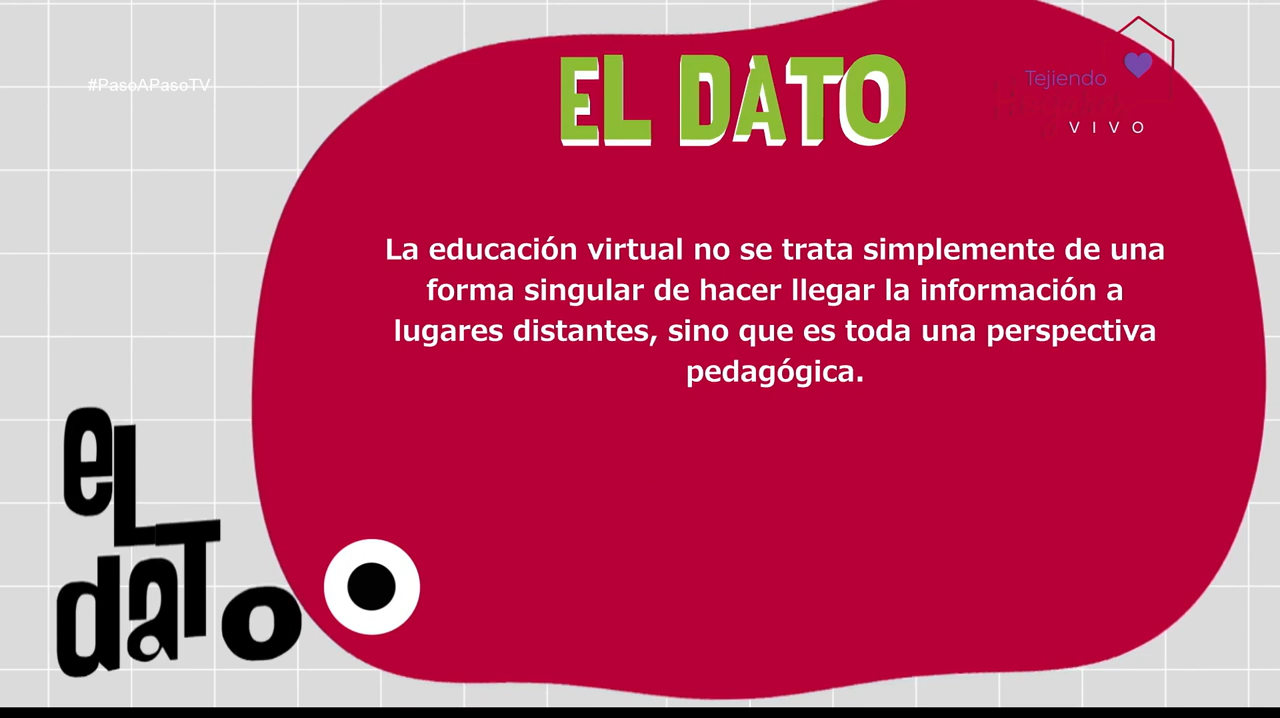 #PasoAPasoTV
EL DATO
Tejiendo
VIVO
La educación virtual no se trata simplemente de una
forma singular de hacer llegar la información a
lugares distantes, sino que es toda una perspectiva
pedagógica.
eL
daTo